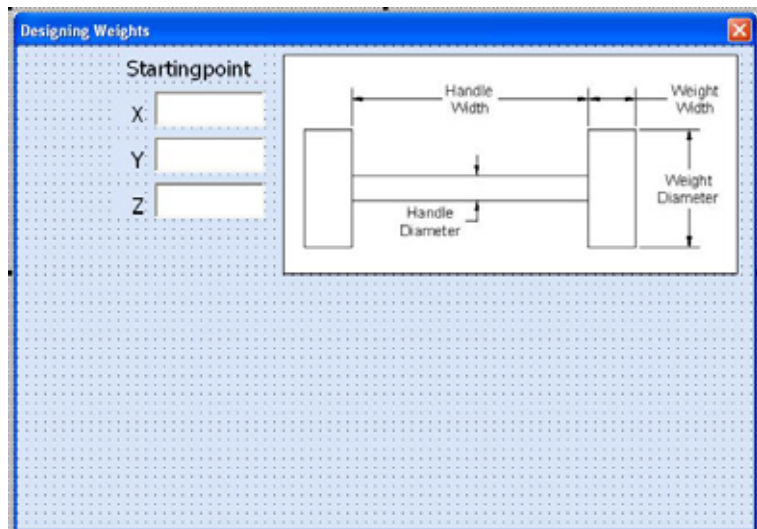 Designing Weights
Startingpoint
X
Y
Z
Handle
Width
Weight
Width
Weight
Diameter
Handle
Diameter